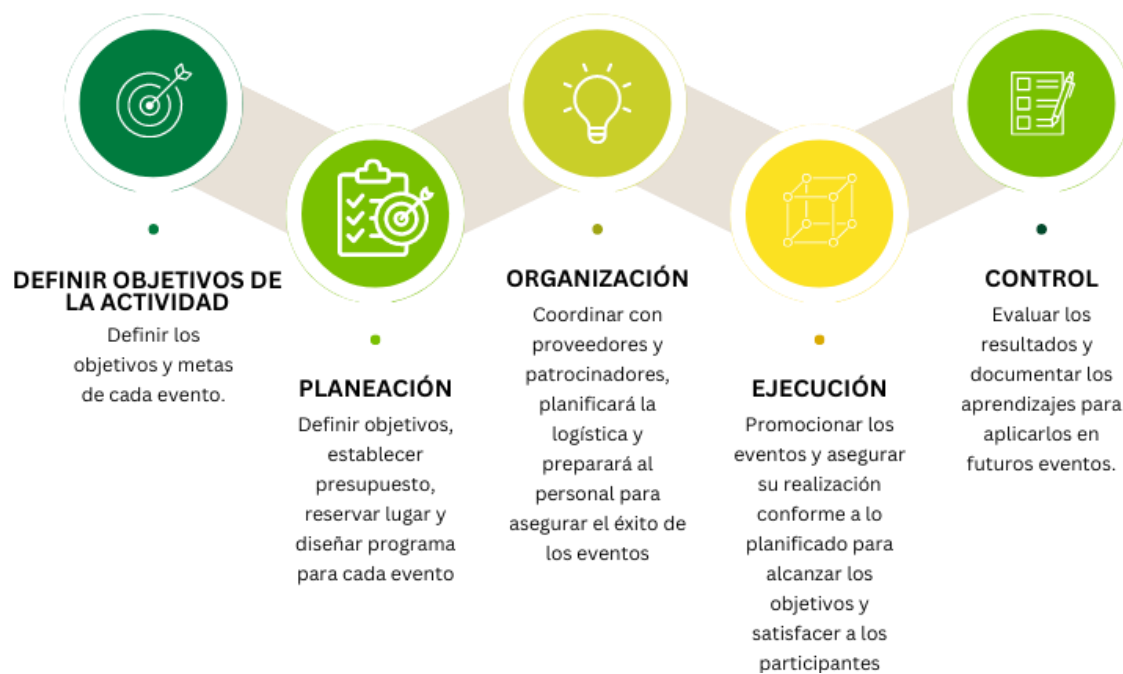 DEFINIR OBJETIVOS DE
LA ACTIVIDAD
Definir los
objetivos y metas
de cada evento.
PLANEACIÓN
Definir objetivos,
establecer
presupuesto,
reservar lugar y
diseñar programa
para cada evento
ORGANIZACIÓN
Coordinar con
proveedores y
patrocinadores,
planificará la
logística y
preparará al
personal para
asegurar el éxito de
los eventos
EJECUCIÓN
Promocionar los
eventos y asegurar
su realización
conforme a lo
planificado para
alcanzar los
objetivos y
satisfacer a los
participantes
CONTROL
Evaluar los
resultados y
documentar los
aprendizajes para
aplicarlos en
futuros eventos.